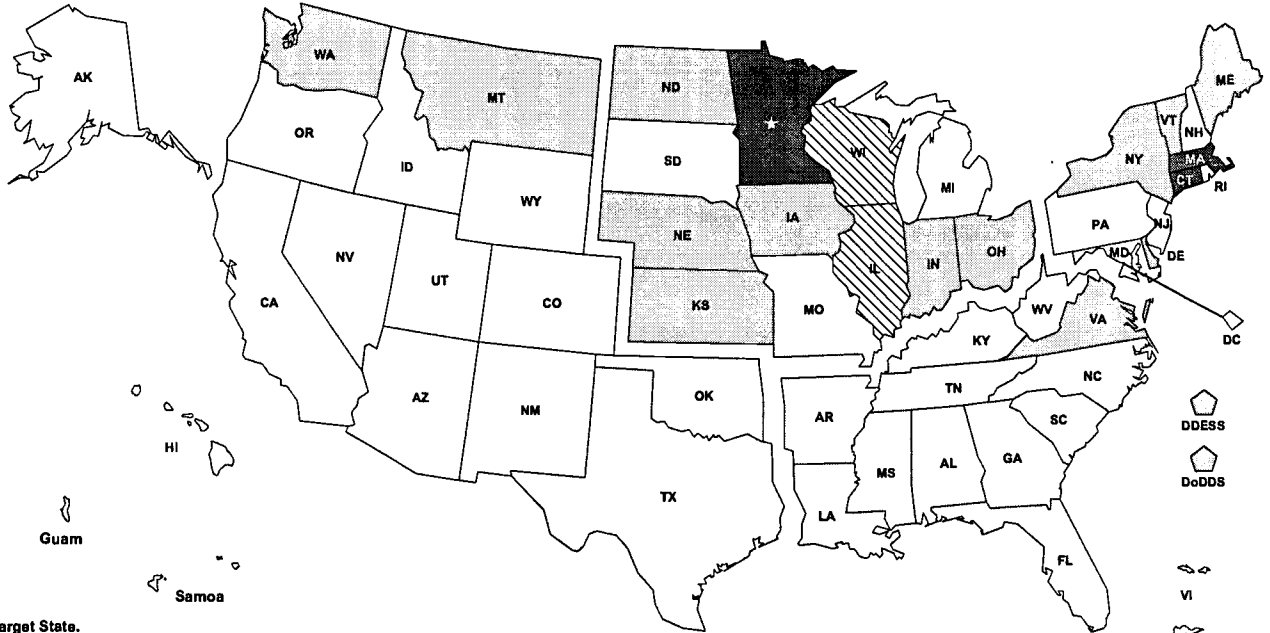 AK
WA
MT
ND
ME
VT
NH
OR
ID
SD
WI
NY
MA
CT
RI
WY
MI
IA
PA
NJ
NE
NV
UT
IL
IN
OH
MD
DE
CA
CO
KS
MO
WV
VA
DC
KY
AZ
NM
OK
TN
NC
AR
SC
DDESS
HI
MS
AL
GA
DoDDS
TX
LA
Guam
FL
Samoa
VI
arget State.